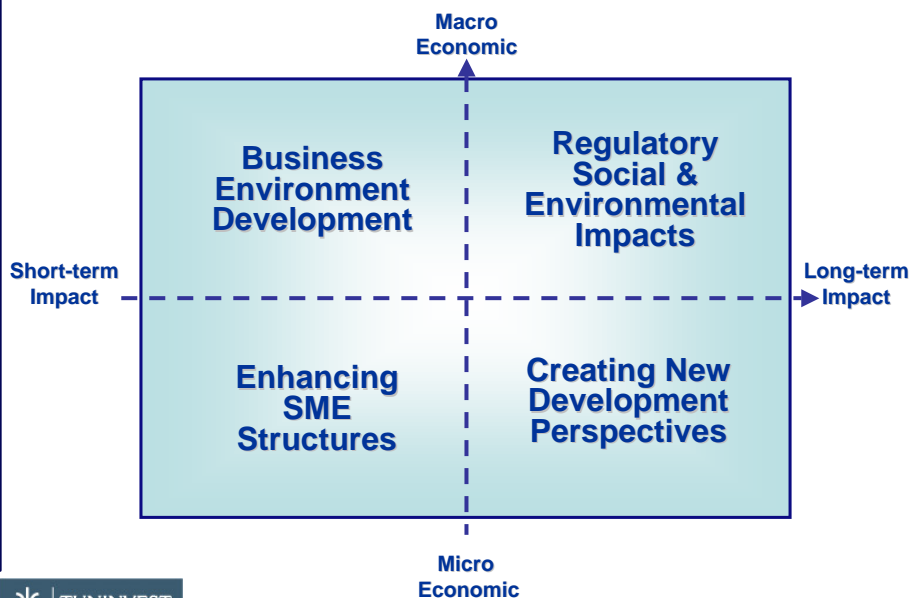 Macro
Economic
Business
Environment
Development
Regulatory
Social &
Environmental
Impacts
Short-term
Impact
Long-term
Impact
Enhancing
SME
Structures
Creating New
Development
Perspectives
Micro
Economic
TUNINVEST